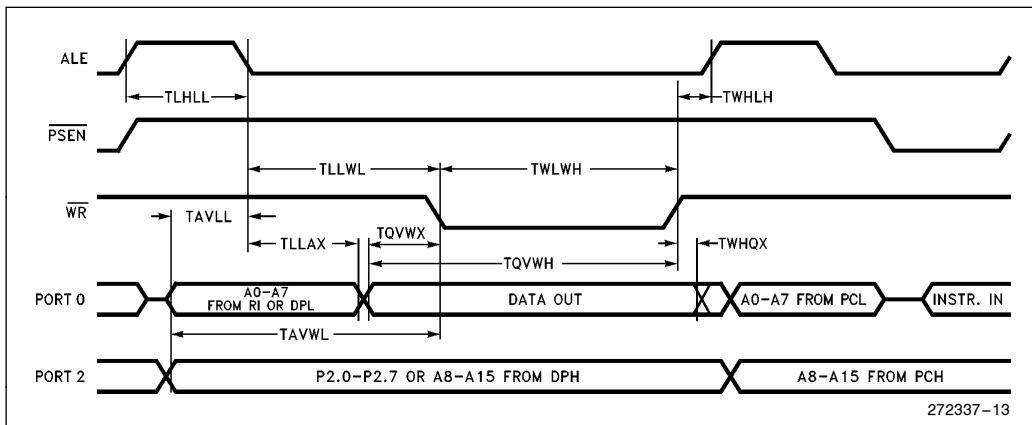 ALE
TLHLL
TWHLH
PSEN
TLLWL
TWLWH
WR
TAVLL
TLLAX
TQVWX
TWHQX
TQVWH
PORT 0
A0-A7
FROM RI OR DPL
DATA OUT
A0-A7 FROM PCL
INSTR. IN
TAVWL
PORT 2
P2.0-P2.7 OR A8-A15 FROM DPH
A8-A15 FROM PCH
272337-13